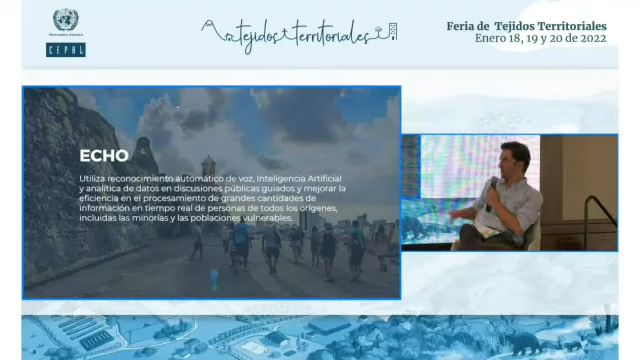 NACIONES UNIDAS
CEPAL
tejidos territoriales
Feria de Tejidos Territoriales
Enero 18, 19 y 20 de 2022
ECHO
Utiliza reconocimiento automático de voz, Inteligencia Artificial
y analítica de datos en discusiones públicas guiados y mejorar la
eficiencia en el procesamiento de grandes cantidades de
información en tiempo real de personas de todos los orígenes,
incluidas las minorías y las poblaciones vulnerables.